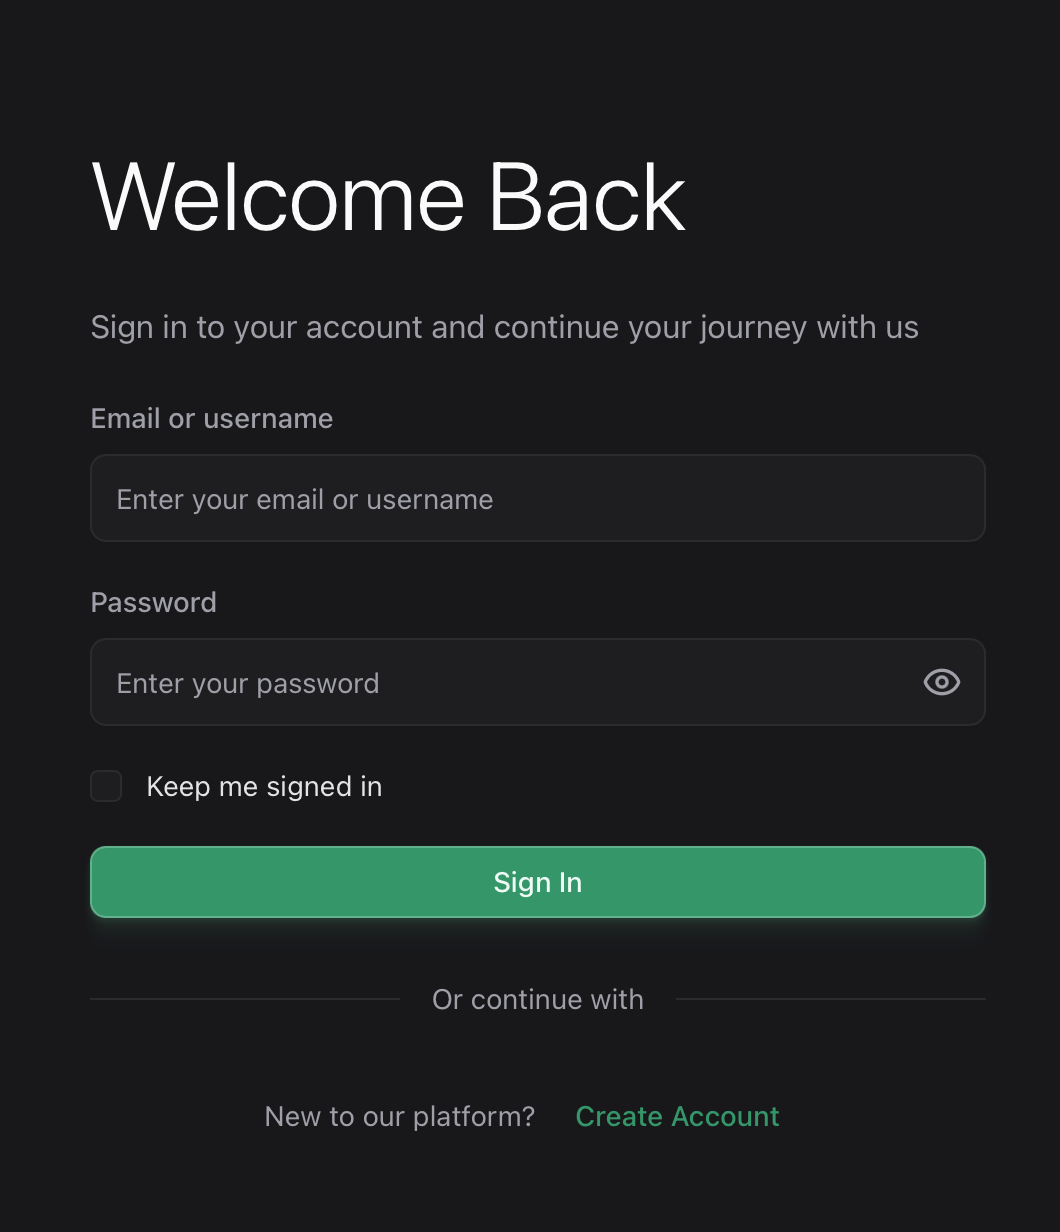 Welcome Back
Sign in to your account and continue your journey with us
Email or username
Enter your email or username
Password
Enter your password
Keep me signed in
Sign In
Or continue with
New to our platform? Create Account